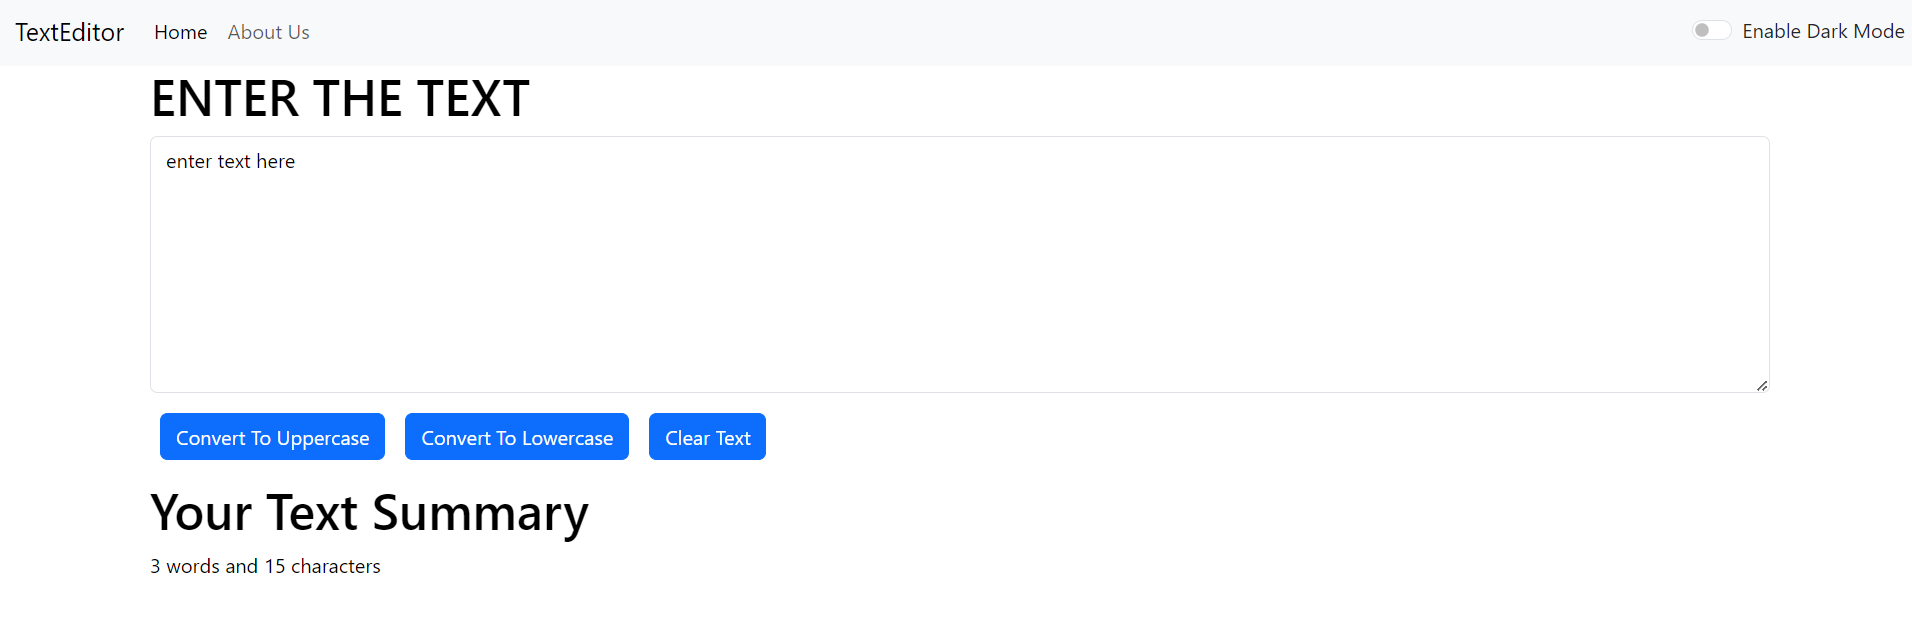 TextEditor Home About Us Enable Dark Mode
ENTER THE TEXT
enter text here
Convert To Uppercase Convert To Lowercase Clear Text
Your Text Summary
3 words and 15 characters